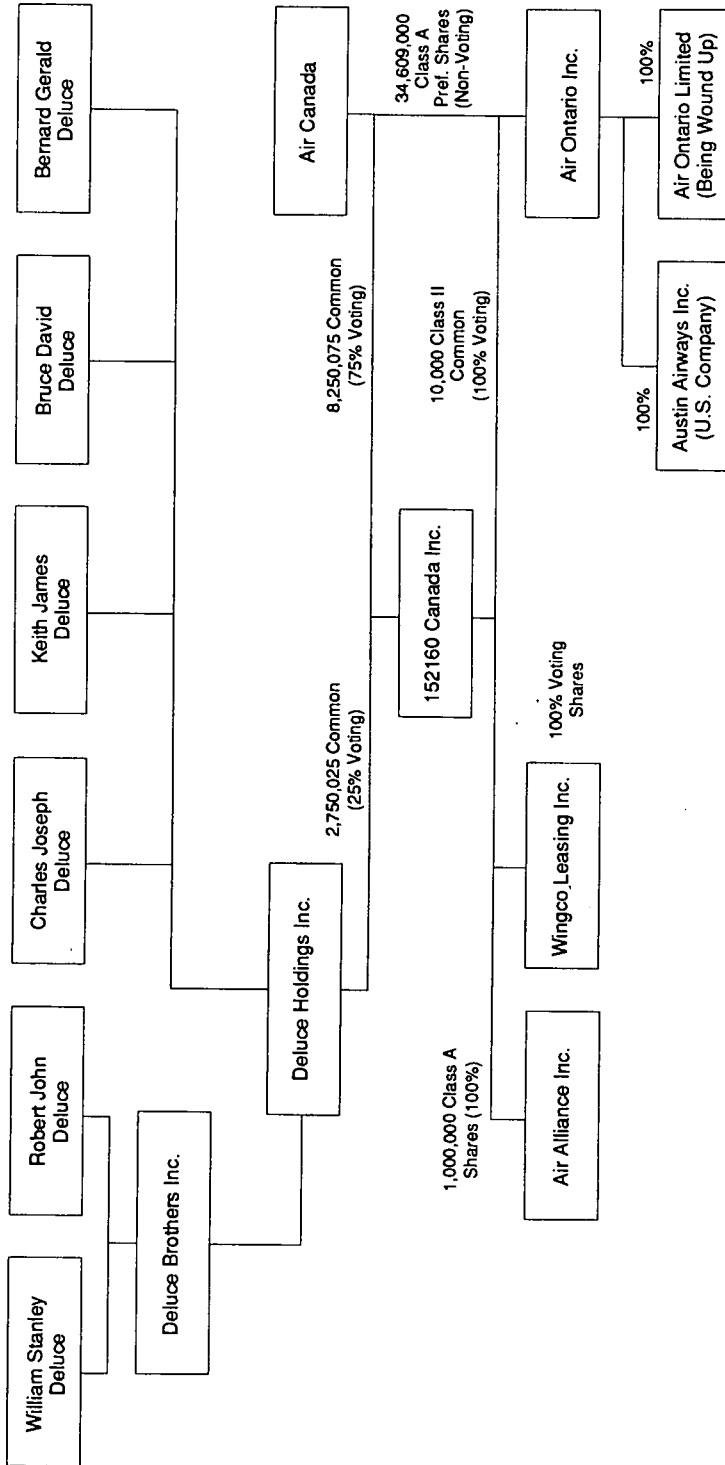 William Stanley
Deluce
Robert John
Deluce
Charles Joseph
Deluce
Keith James
Deluce
Bruce David
Deluce
Bernard Gerald
Deluce
Deluce Brothers Inc.
Deluce Holdings Inc.
Air Canada
2,750,025 Common
(25% Voting)
8,250,075 Common
(75% Voting)
34,609,000
Class A
Pref. Shares
(Non-Voting)
152160 Canada Inc.
1,000,000 Class A
Shares (100%)
100% Voting
Shares
10,000 Class II
Common
(100% Voting)
Air Alliance Inc.
Wingco Leasing Inc.
Air Ontario Inc.
100%
100%
Austin Airways Inc.
(U.S. Company)
Air Ontario Limited
(Being Wound Up)